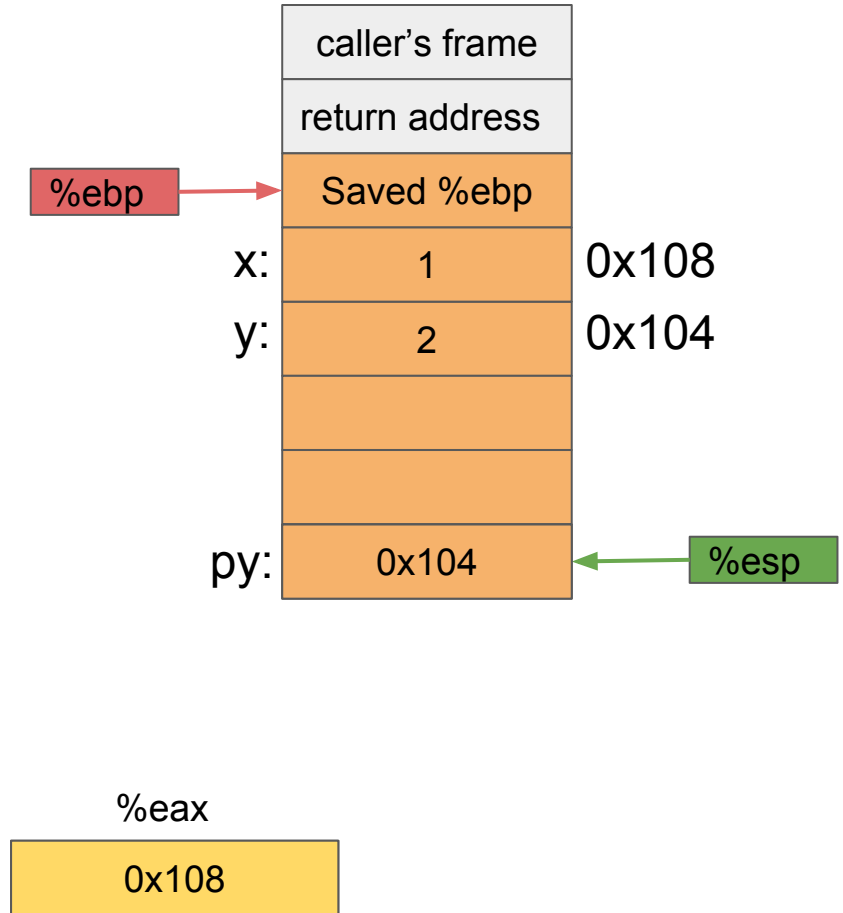 caller’s frame
return address
%ebp
Saved %ebp
x:
1
0x108
y:
2
0x104
py:
0x104
%esp
%eax
0x108